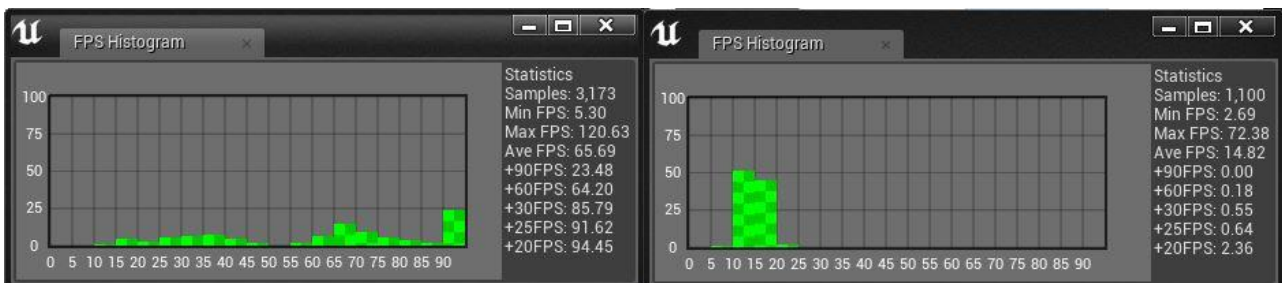 FPS Histogram
100
75
50
25
0
0 5 10 15 20 25 30 35 40 45 50 55 60 65 70 75 80 85 90
Statistics
Samples: 3,173
Min FPS: 5.30
Max FPS: 120.63
Ave FPS: 65.69
+90FPS: 23.48
+60FPS: 64.20
+30FPS: 85.79
+25FPS: 91.62
+20FPS: 94.45
FPS Histogram
100
75
50
25
0
0 5 10 15 20 25 30 35 40 45 50 55 60 65 70 75 80 85 90
Statistics
Samples: 1,100
Min FPS: 2.69
Max FPS: 72.38
Ave FPS: 14.82
+90FPS: 0.00
+60FPS: 0.18
+30FPS: 0.55
+25FPS: 0.64
+20FPS: 2.36